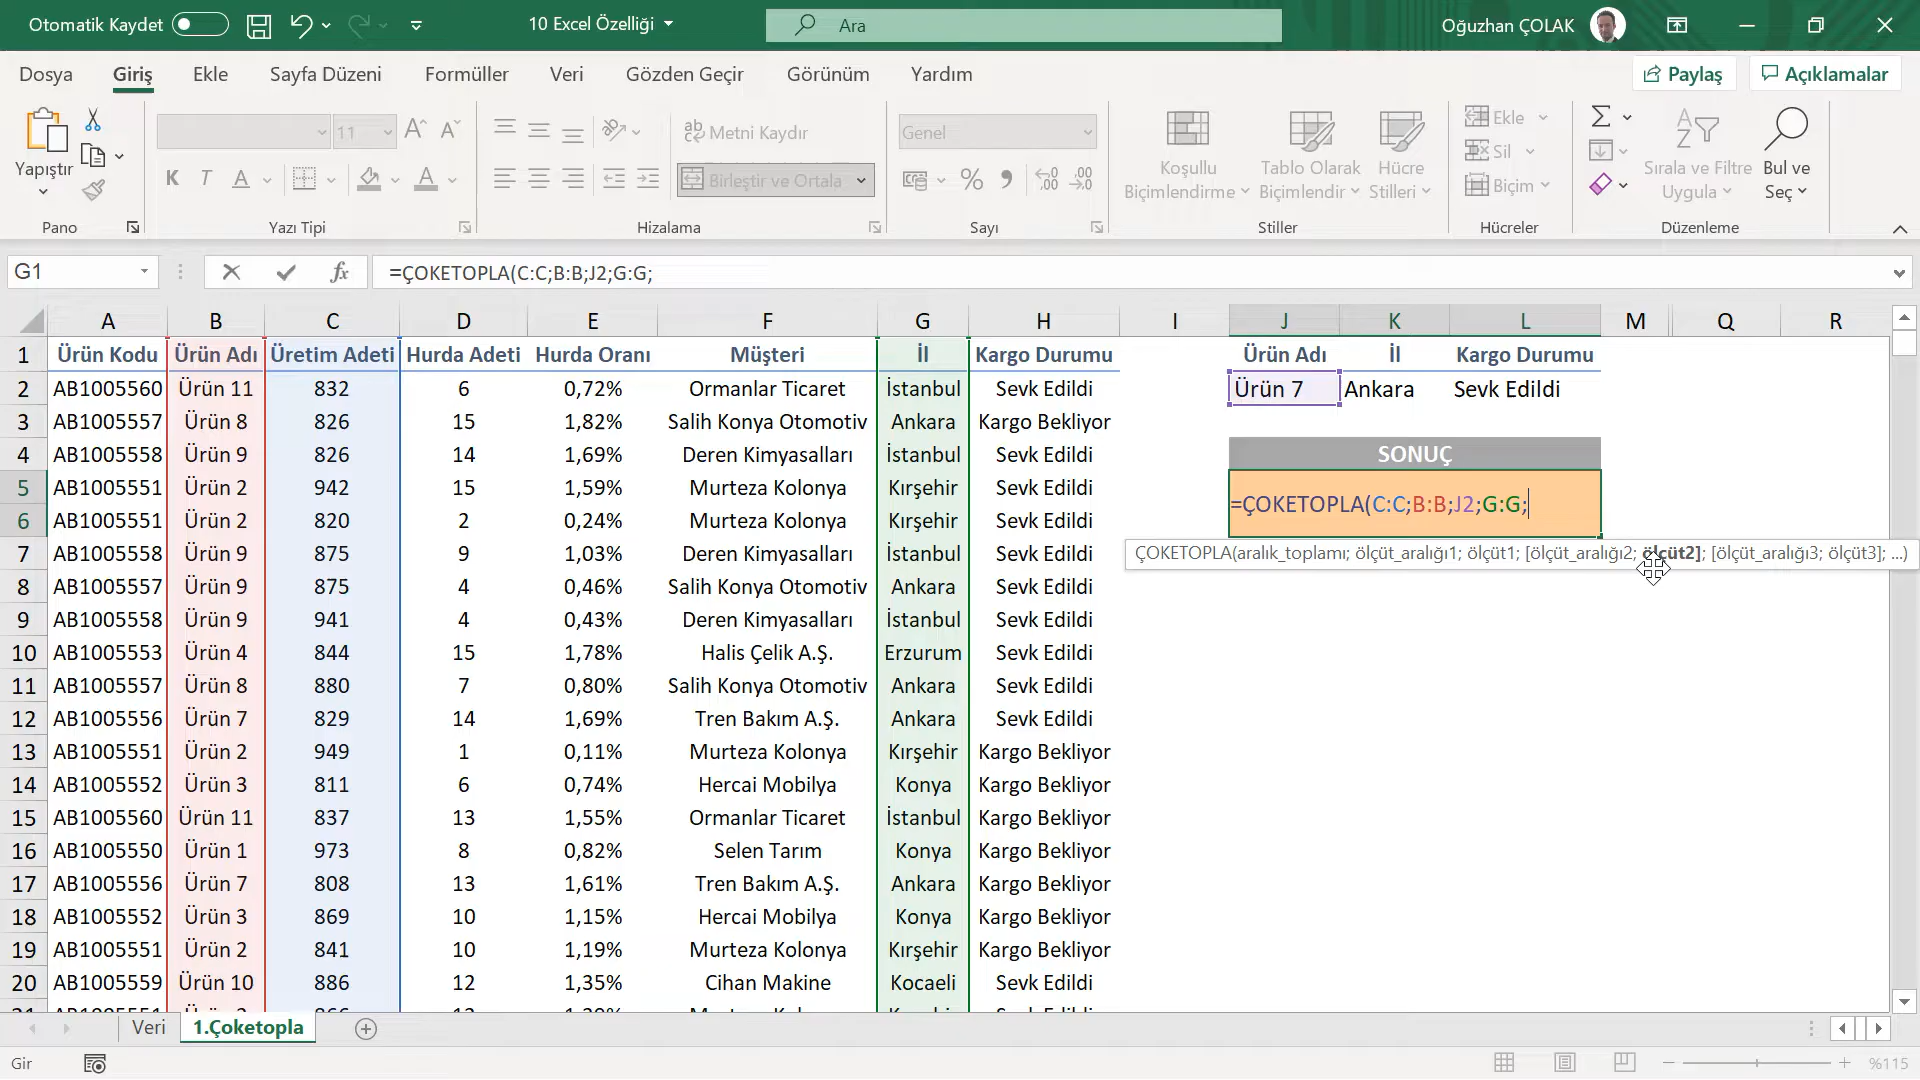 Otomatik Kaydet
10 Excel Özelliği
Ara
Oğuzhan ÇOLAK
Dosya Giriş Ekle Sayfa Düzeni Formüller Veri Gözden Geçir Görünüm Yardım Paylaş Açıklamalar
Yapıştır
11
K T A
Metni Kaydır
Birleştir ve Ortala
Genel
Koşullu Biçimlendirme
Tablo Olarak Biçimlendir
Hücre Stilleri
Ekle
Sil
Biçim
Sırala ve Filtre Uygula
Bul ve Seç
Pano Yazı Tipi Hizalama Sayı Stiller Hücreler Düzenleme
G1
fx
=ÇOKETOPLA(C:C;B:B;J2;G:G;
A B C D E F G H I J K L M Q R
1 Ürün Kodu Ürün Adı Üretim Adeti Hurda Adeti Hurda Oranı Müşteri İl Kargo Durumu Ürün Adı İl Kargo Durumu
2 AB1005560 Ürün 11 832 6 0,72% Ormanlar Ticaret İstanbul Sevk Edildi Ürün 7 Ankara Sevk Edildi
3 AB1005557 Ürün 8 826 15 1,82% Salih Konya Otomotiv Ankara Kargo Bekliyor
4 AB1005558 Ürün 9 826 14 1,69% Deren Kimyasalları İstanbul Sevk Edildi SONUÇ
5 AB1005551 Ürün 2 942 15 1,59% Murteza Kolonya Kırşehir Sevk Edildi
=ÇOKETOPLA(C:C;B:B;J2;G:G;
6 AB1005551 Ürün 2 820 2 0,24% Murteza Kolonya Kırşehir Sevk Edildi
7 AB1005558 Ürün 9 875 9 1,03% Deren Kimyasalları İstanbul Sevk Edildi
ÇOKETOPLA(aralık_toplamı; ölçüt_aralığı1; ölçüt1; [ölçüt_aralığı2; ölçüt2]; [ölçüt_aralığı3; ölçüt3]; ...)
8 AB1005557 Ürün 9 875 4 0,46% Salih Konya Otomotiv Ankara Sevk Edildi
9 AB1005558 Ürün 9 941 4 0,43% Deren Kimyasalları İstanbul Sevk Edildi
10 AB1005553 Ürün 4 844 15 1,78% Halis Çelik A.Ş. Erzurum Sevk Edildi
11 AB1005557 Ürün 8 880 7 0,80% Salih Konya Otomotiv Ankara Sevk Edildi
12 AB1005556 Ürün 7 829 14 1,69% Tren Bakım A.Ş. Ankara Sevk Edildi
13 AB1005551 Ürün 2 949 1 0,11% Murteza Kolonya Kırşehir Kargo Bekliyor
14 AB1005552 Ürün 3 811 6 0,74% Hercai Mobilya Konya Kargo Bekliyor
15 AB1005560 Ürün 11 837 13 1,55% Ormanlar Ticaret İstanbul Kargo Bekliyor
16 AB1005550 Ürün 1 973 8 0,82% Selen Tarım Konya Kargo Bekliyor
17 AB1005556 Ürün 7 808 13 1,61% Tren Bakım A.Ş. Ankara Kargo Bekliyor
18 AB1005552 Ürün 3 869 10 1,15% Hercai Mobilya Konya Kargo Bekliyor
19 AB1005551 Ürün 2 841 10 1,19% Murteza Kolonya Kırşehir Kargo Bekliyor
20 AB1005559 Ürün 10 886 12 1,35% Cihan Makine Kocaeli Sevk Edildi
Veri 1.Çoketopla
Gir
%115